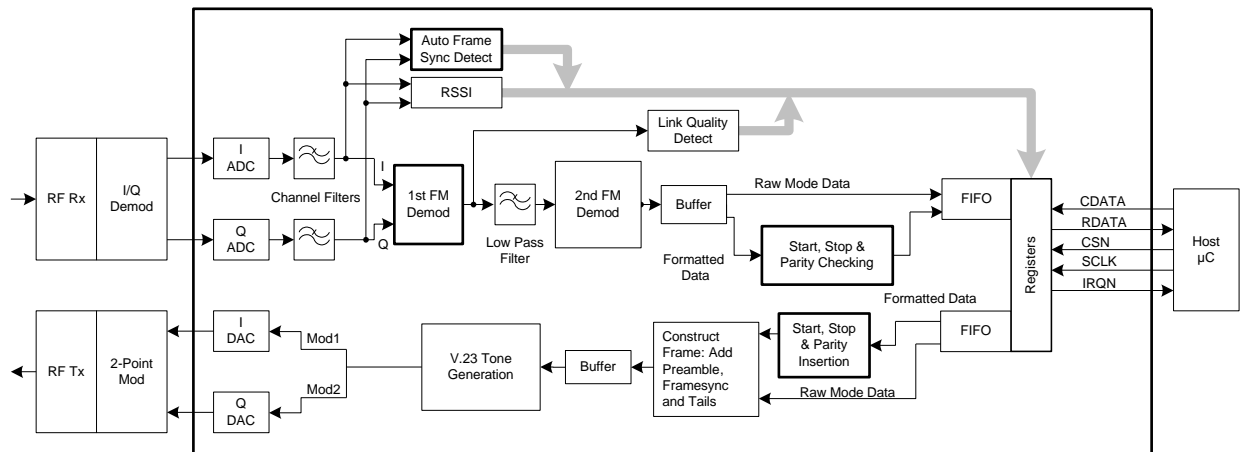 Auto Frame
Sync Detect
RSSI
Link Quality
Detect
RF Rx
I/Q
Demod
I
ADC
Channel Filters
Q
ADC
I
Q
1st FM
Demod
Low Pass
Filter
2nd FM
Demod
Buffer
Raw Mode Data
Formatted
Data
Start, Stop &
Parity Checking
FIFO
Registers
CDATA
RDATA
CSN
SCLK
IRQN
Host
µC
RF Tx
2-Point
Mod
I
DAC
Q
DAC
Mod1
Mod2
V.23 Tone
Generation
Buffer
Construct
Frame: Add
Preamble,
Framesync
and Tails
Start, Stop
& Parity
Insertion
Formatted Data
FIFO
Raw Mode Data